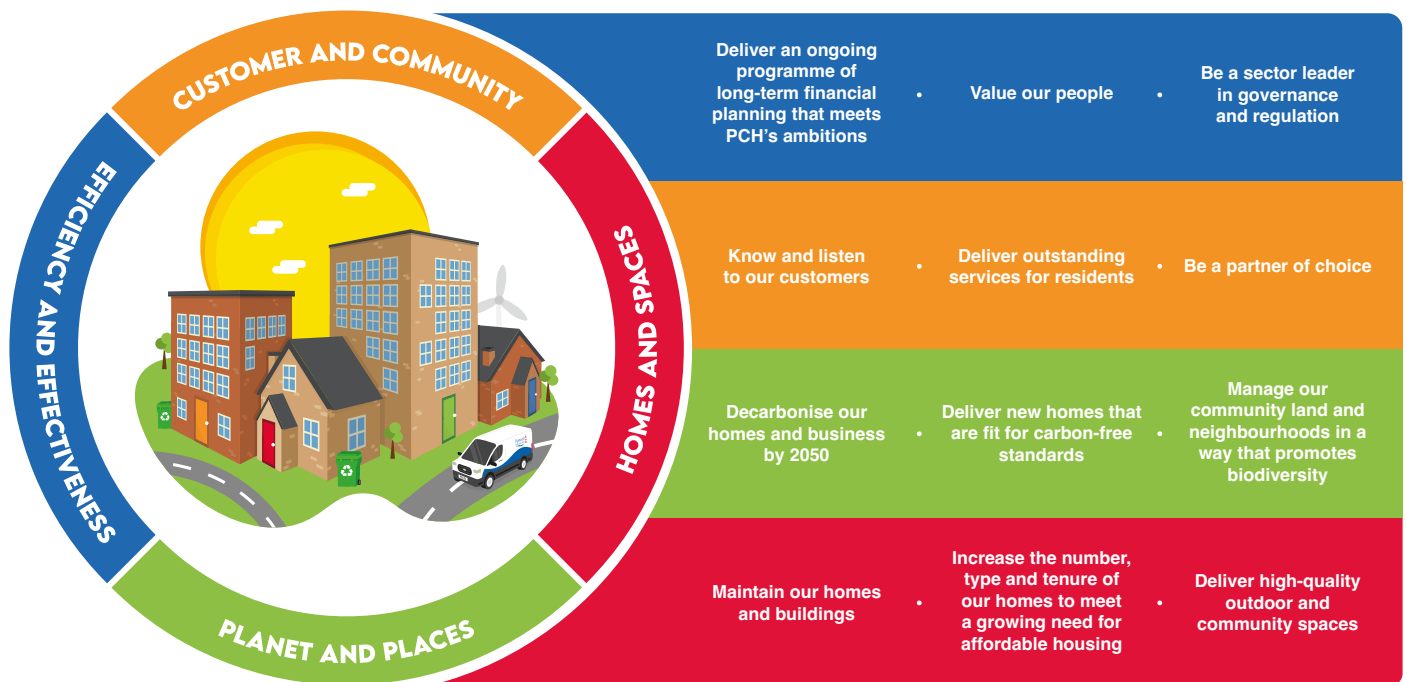 CUSTOMER AND COMMUNITY
EFFICIENCY AND EFFECTIVENESS
HOMES AND SPACES
PLANET AND PLACES
Deliver an ongoing
programme of
long-term financial
planning that meets
PCH's ambitions
•
Value our people
•
Be a sector leader
in governance
and regulation
Know and listen
to our customers
•
Deliver outstanding
services for residents
•
Be a partner of choice
Decarbonise our
homes and business
by 2050
•
Deliver new homes that
are fit for carbon-free
standards
•
Manage our
community land and
neighbourhoods in a
way that promotes
biodiversity
Maintain our homes
and buildings
•
Increase the number,
type and tenure of
our homes to meet
a growing need for
affordable housing
•
Deliver high-quality
outdoor and
community spaces